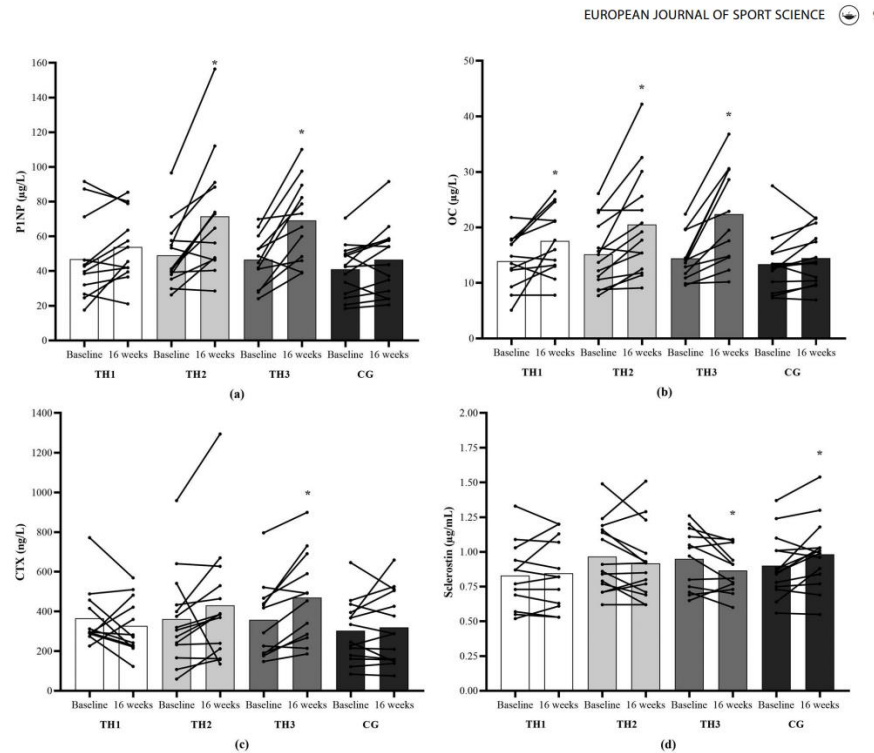 EUROPEAN JOURNAL OF SPORT SCIENCE
160
140
120
100
80
60
40
20
0
P1NP (µg/L)
*
*
Baseline 16 weeks Baseline 16 weeks Baseline 16 weeks Baseline 16 weeks
TH1 TH2 TH3 CG
(a)
50
40
30
20
10
0
OC (µg/L)
*
*
*
Baseline 16 weeks Baseline 16 weeks Baseline 16 weeks Baseline 16 weeks
TH1 TH2 TH3 CG
(b)
1400
1200
1000
800
600
400
200
0
CTX (ng/L)
*
Baseline 16 weeks Baseline 16 weeks Baseline 16 weeks Baseline 16 weeks
TH1 TH2 TH3 CG
(c)
2.00
1.75
1.50
1.25
1.00
0.75
0.50
0.25
0.00
Sclerostin (µg/mL)
*
*
Baseline 16 weeks Baseline 16 weeks Baseline 16 weeks Baseline 16 weeks
TH1 TH2 TH3 CG
(d)